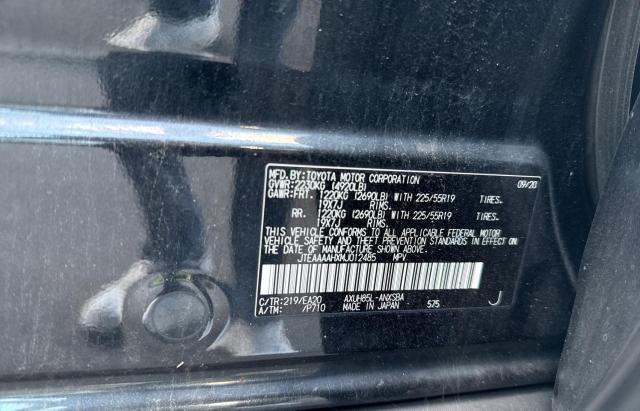 MFD.BY:TOYOTA MOTOR CORPORATION 09/20
GVWR:2230KG (4920LB)
GAWR:FRT. 1220KG (2690LB) WITH 225/55R19 TIRES.
19X7J RIMS.
RR. 1220KG (2690LB) WITH 225/55R19 TIRES.
19X7J RIMS.
THIS VEHICLE CONFORMS TO ALL APPLICABLE FEDERAL MOTOR
VEHICLE SAFETY AND THEFT PREVENTION STANDARDS IN EFFECT ON
THE DATE OF MANUFACTURE SHOWN ABOVE.
JTEAAAAHXMJ012485 MPV
C/TR:219/EA20 AXUH85L-ANXSBA
A/TM: /P710 MADE IN JAPAN 575 J